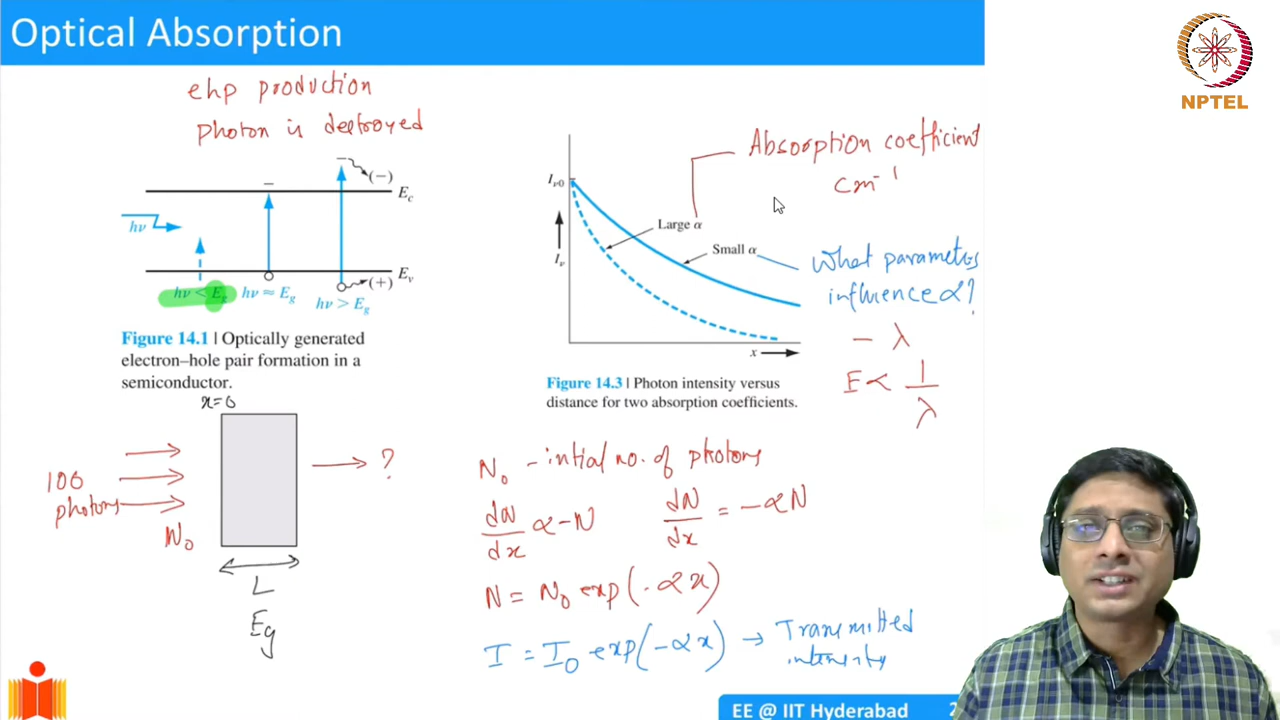 Optical Absorption
NPTEL
ehp production
photon is destroyed
(−)
Ec
hν
Ev
hν < Eg
hν ≈ Eg
(+)
hν > Eg
Figure 14.1 | Optically generated
electron–hole pair formation in a
semiconductor.
Iν0
Iν
Large α
Small α
x
Figure 14.3 | Photon intensity versus
distance for two absorption coefficients.
Absorption coefficient
cm⁻¹
What parameters
influence α?
– λ
E ∝ 1/λ
x=0
100
photons
N₀
?
L
Eg
N₀ – intial no. of photons
dN/dx ∝ –N
dN/dx = –αN
N = N₀ exp(-αx)
I = I₀ exp(-αx) → Transmitted
intensity
EE @ IIT Hyderabad
2